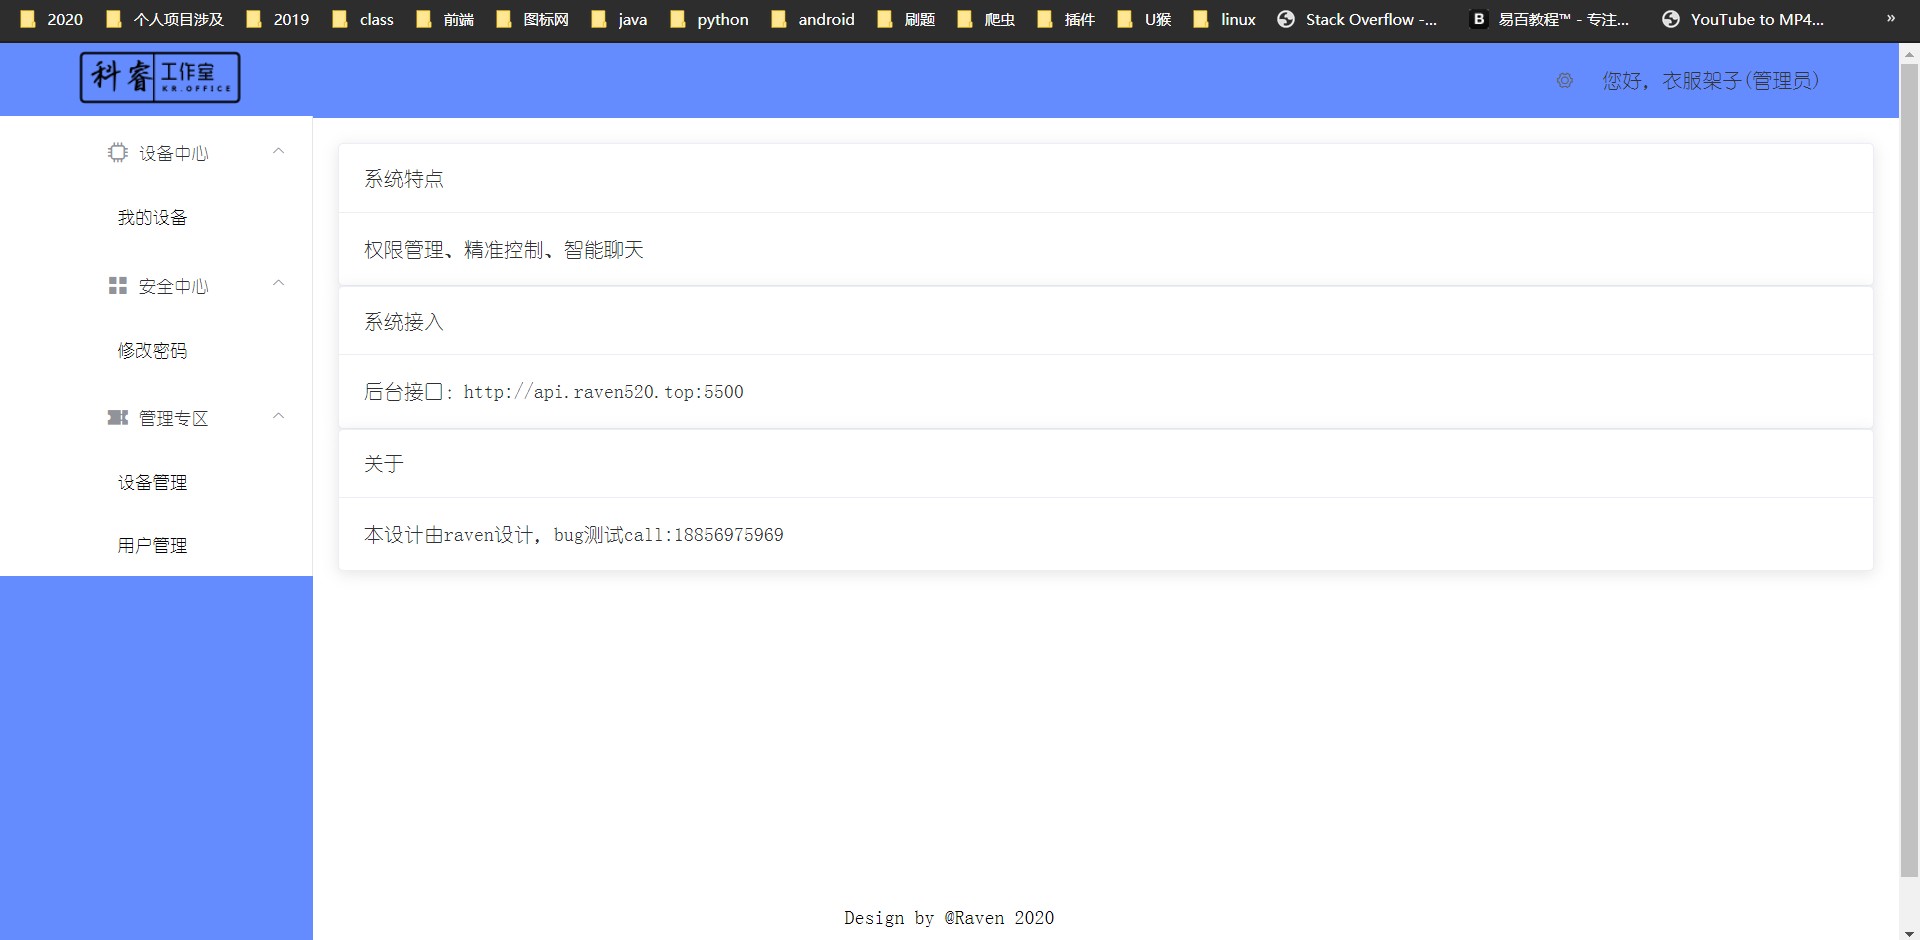 2020 个人项目涉及 2019 class 前端 图标网 java python android 刷题 爬虫 插件 U猴 linux Stack Overflow -... B 易百教程™ - 专注... YouTube to MP4... »
科睿 工作室 KR.OFFICE
您好，衣服架子(管理员)
设备中心
我的设备
安全中心
修改密码
管理专区
设备管理
用户管理
系统特点
权限管理、精准控制、智能聊天
系统接入
后台接口：http://api.raven520.top:5500
关于
本设计由raven设计，bug测试call:18856975969
Design by @Raven 2020